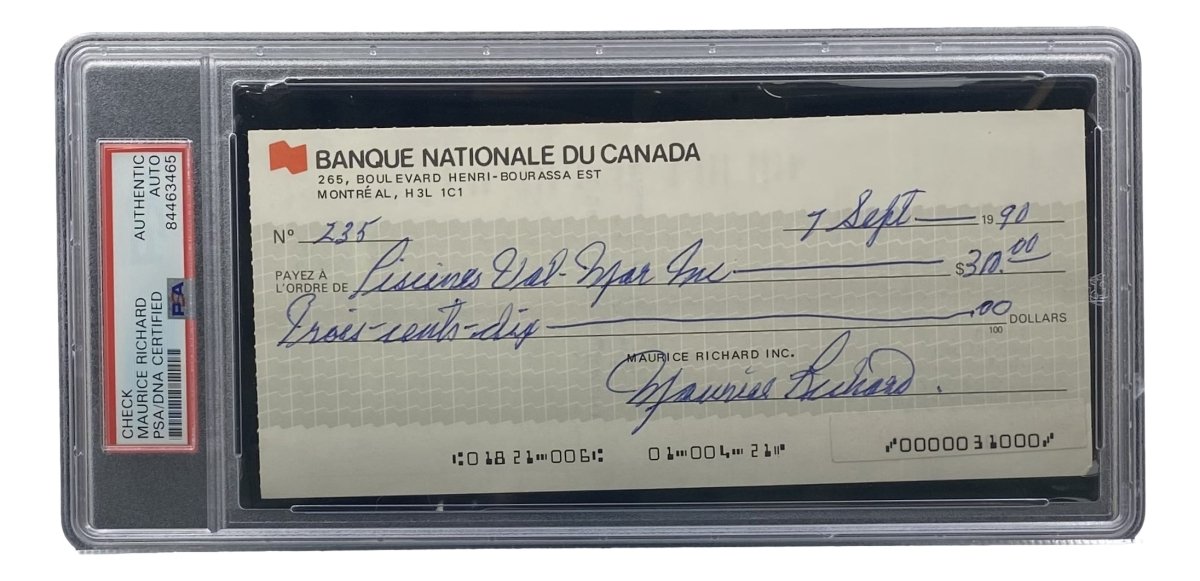 CHECK
MAURICE RICHARD
PSA/DNA CERTIFIED
AUTHENTIC
AUTO
84463465
PSA
BANQUE NATIONALE DU CANADA
265, BOULEVARD HENRI-BOURASSA EST
MONTRÉAL, H3L 1C1
Nº 235
7 Sept 19 90
PAYEZ À
L'ORDRE DE Piscines Val-Mar Inc $310.00
Trois-cents-dix .00/100 DOLLARS
MAURICE RICHARD INC.
Maurice Richard
⑆01821⑉006⑆ 01⑉004⑉21⑈ ⑇0000031000⑇